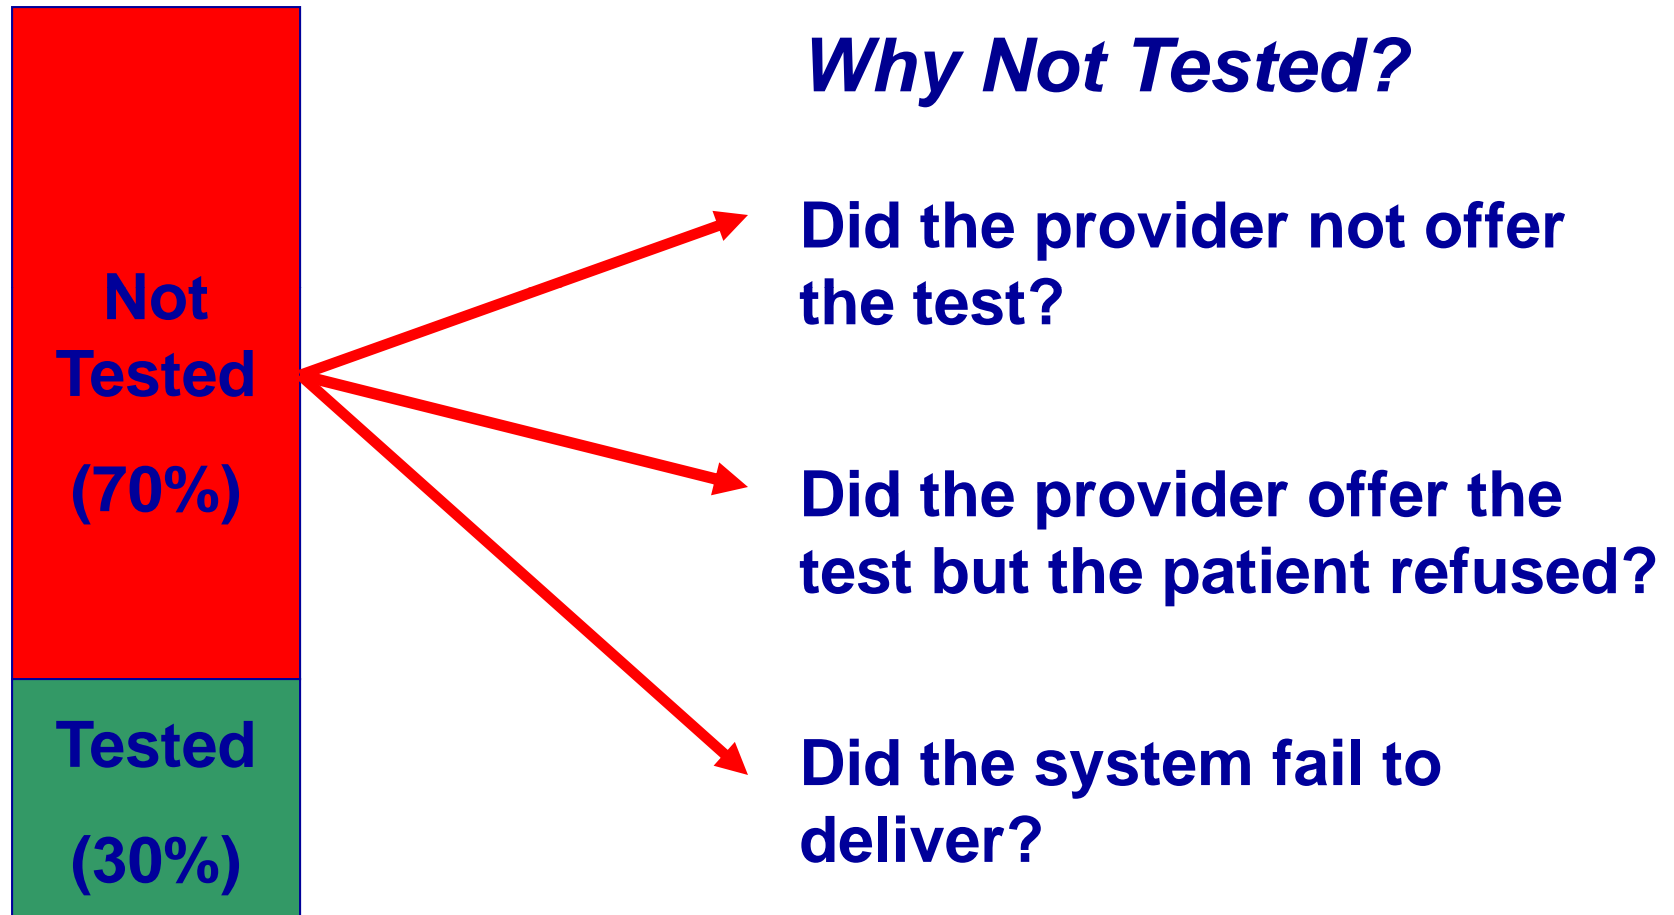 Why Not Tested?
Not
Tested
(70%)
Tested
(30%)
Did the provider not offer
the test?
Did the provider offer the
test but the patient refused?
Did the system fail to
deliver?